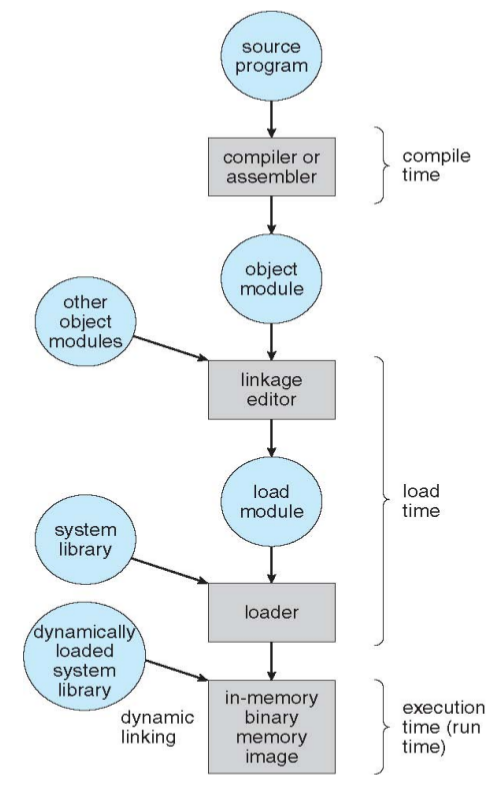 source
program
compiler or
assembler
compile
time
object
module
other
object
modules
linkage
editor
load
module
load
time
system
library
loader
dynamically
loaded
system
library
dynamic
linking
in-memory
binary
memory
image
execution
time (run
time)